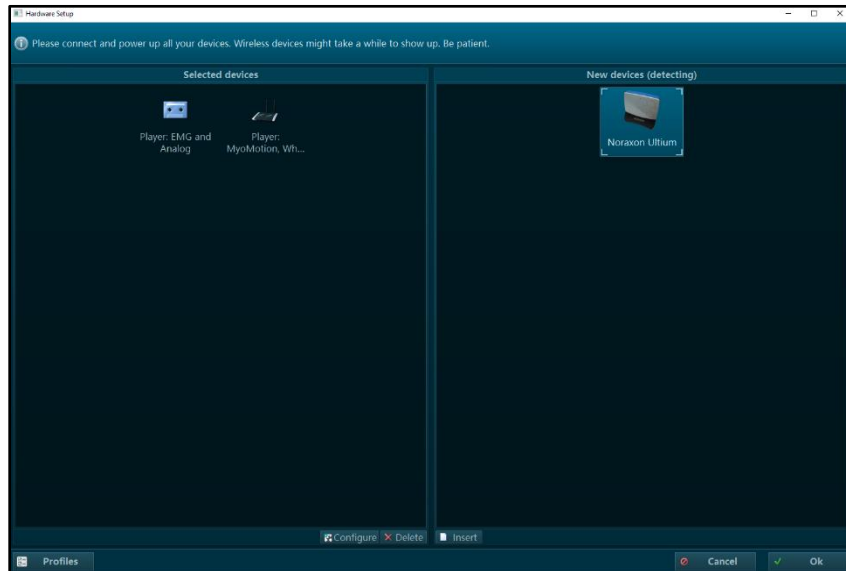 Hardware Setup
Please connect and power up all your devices. Wireless devices might take a while to show up. Be patient.
Selected devices
New devices (detecting)
Player: EMG and
Analog
Player:
MyoMotion, Wh...
Noraxon Ultium
Configure
Delete
Insert
Profiles
Cancel
Ok